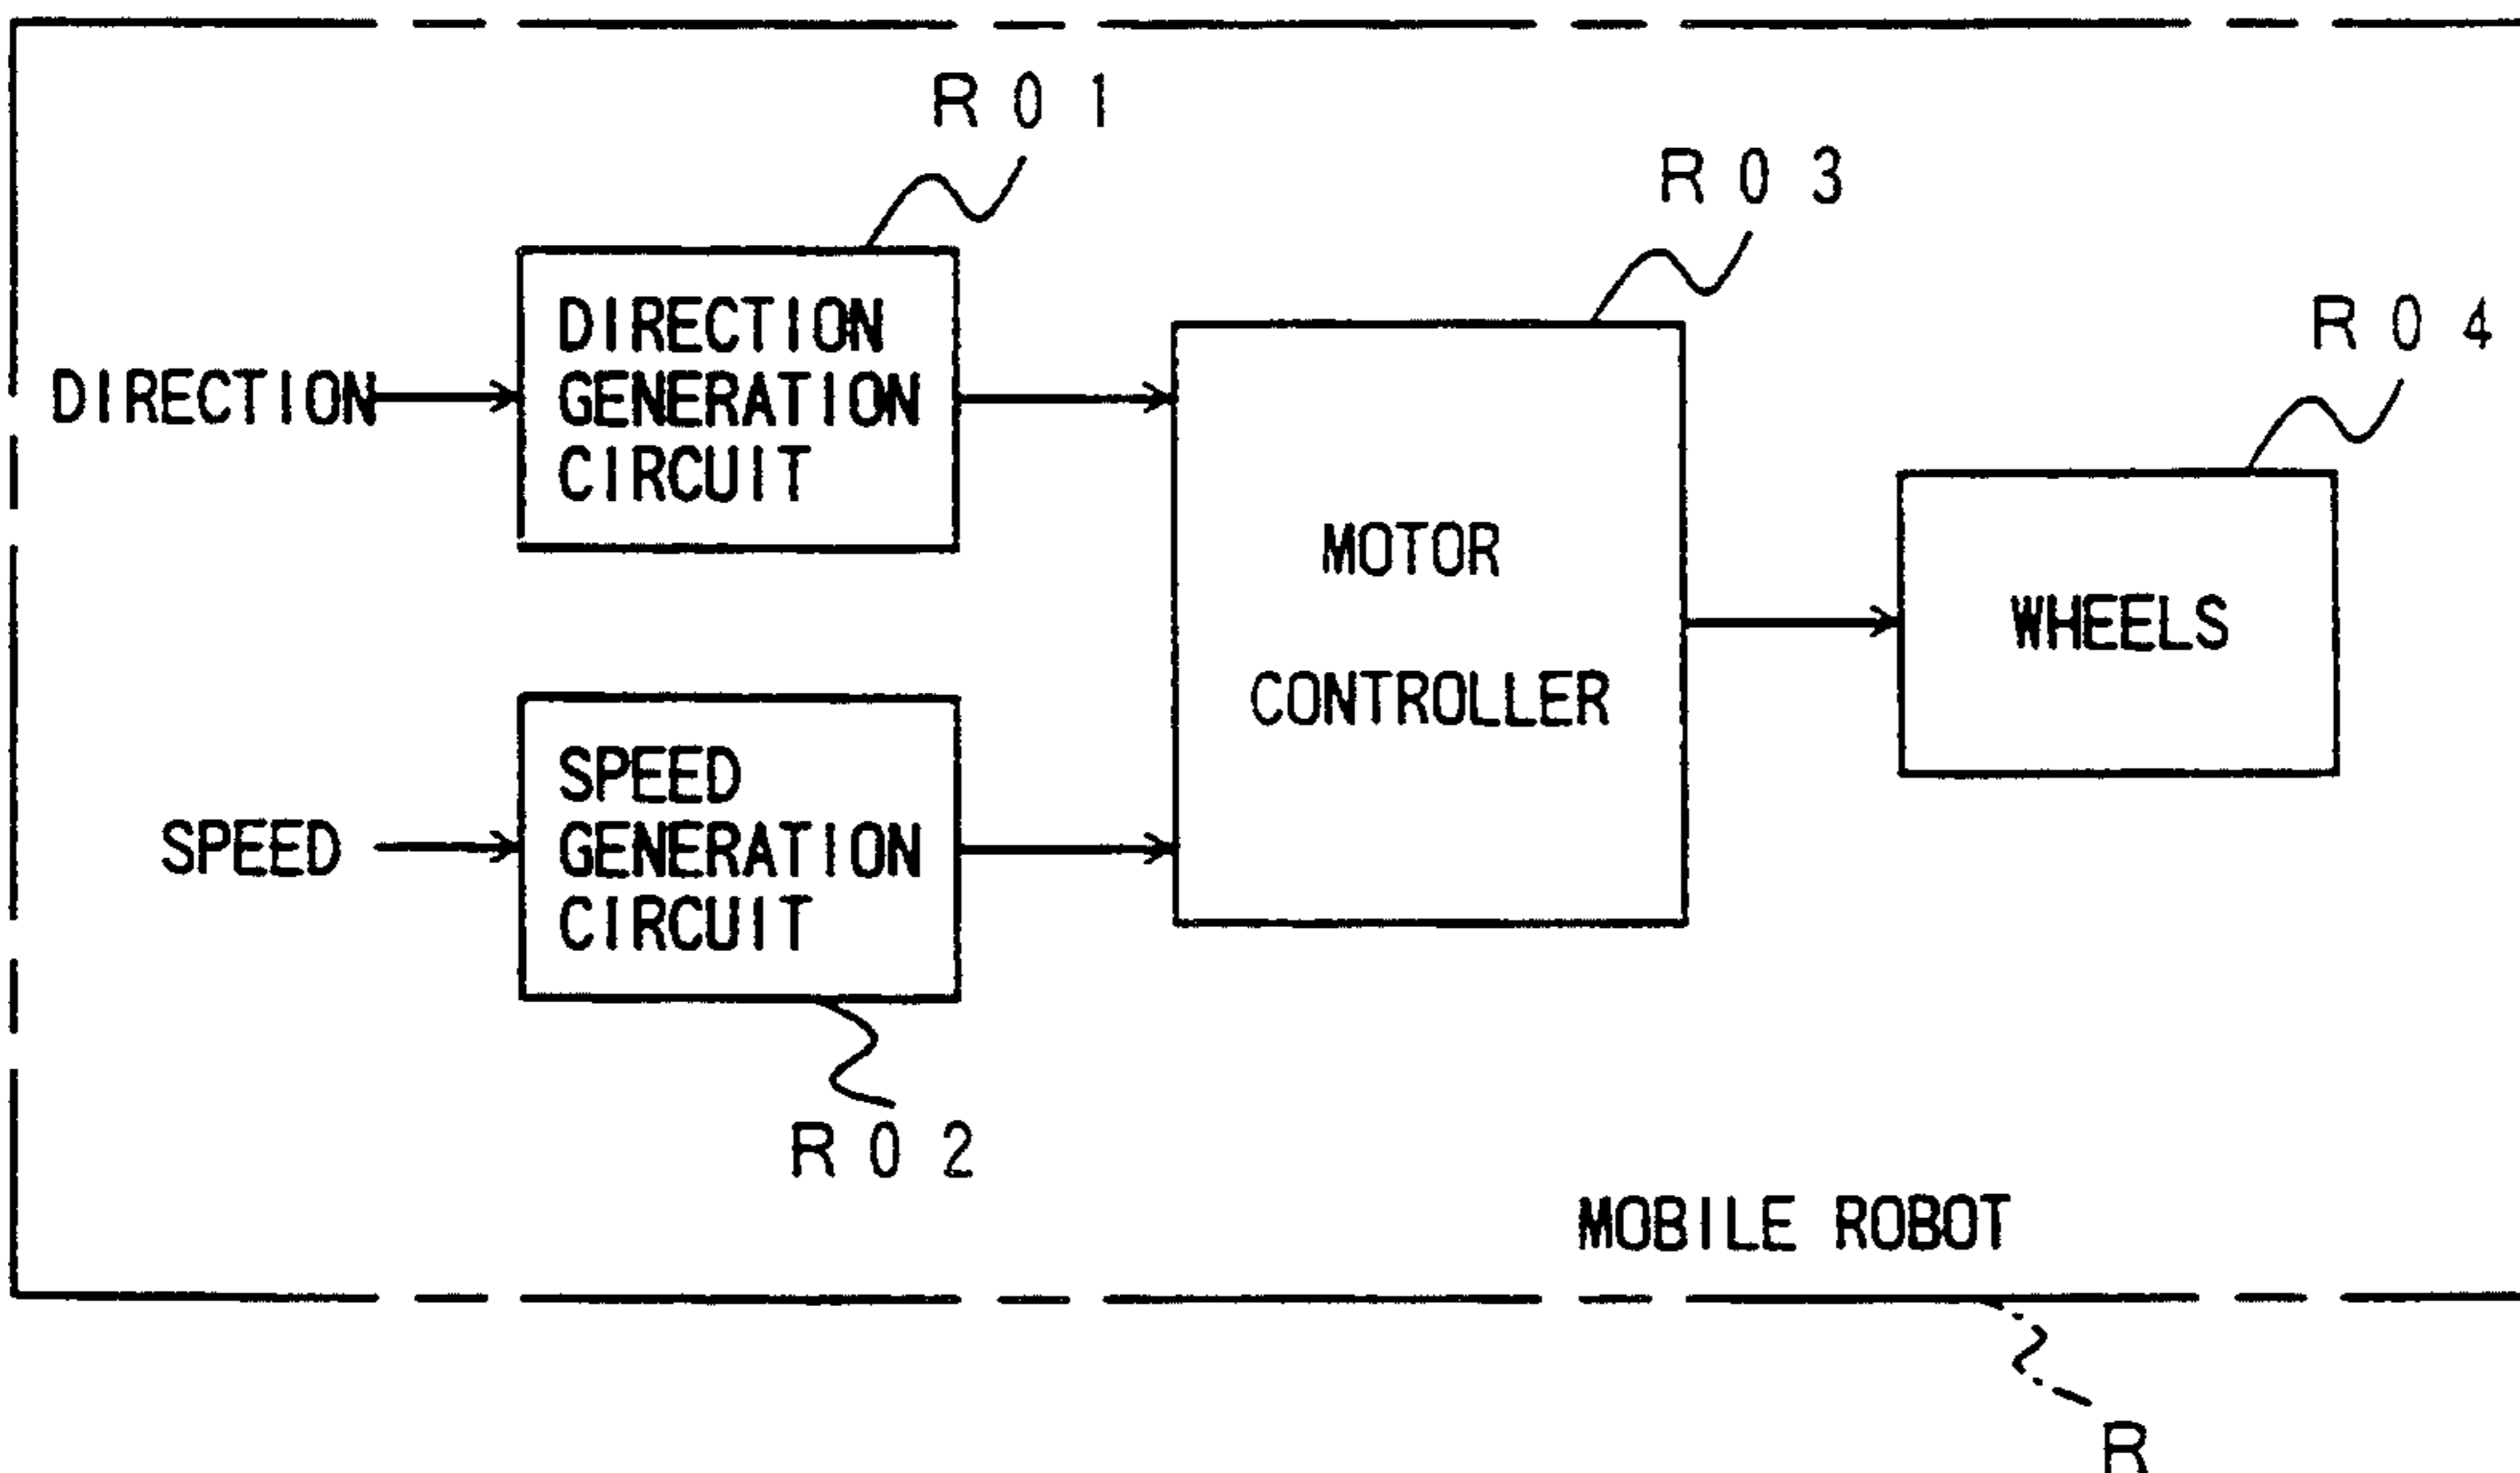 R01
R03
R04
DIRECTION
DIRECTION
GENERATION
CIRCUIT
MOTOR
CONTROLLER
WHEELS
SPEED
SPEED
GENERATION
CIRCUIT
R02
MOBILE ROBOT
R